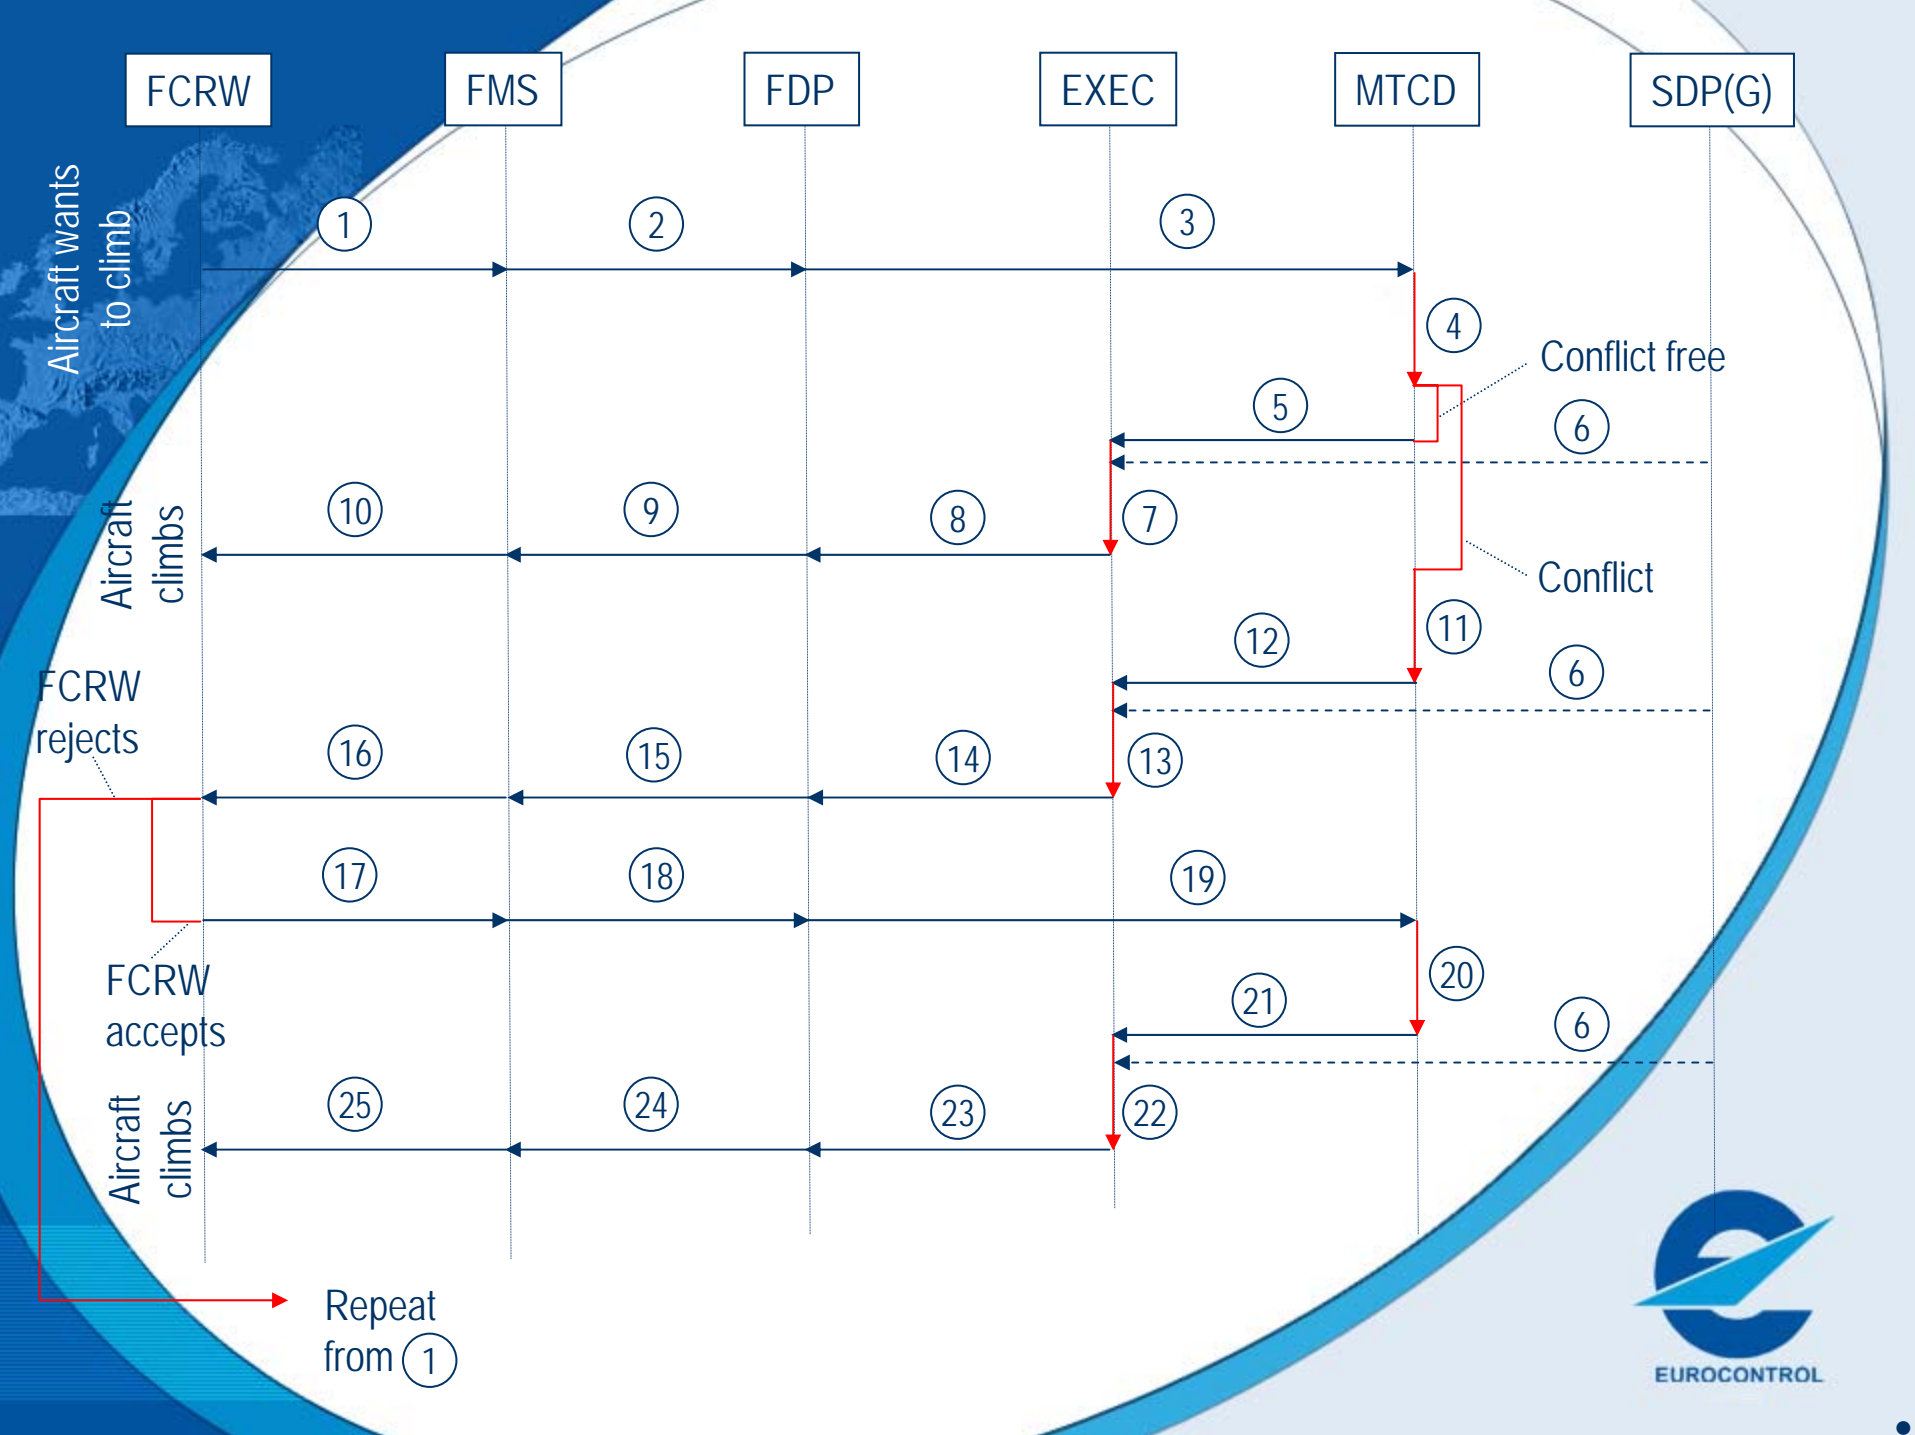 FCRW
FMS
FDP
EXEC
MTCD
SDP(G)
Aircraft wants
to climb
1
2
3
4
Conflict free
5
6
10
9
8
7
Aircraft
climbs
Conflict
11
12
6
FCRW
rejects
16
15
14
13
17
18
19
FCRW
accepts
20
21
6
Aircraft
climbs
25
24
23
22
Repeat
from 1
EUROCONTROL